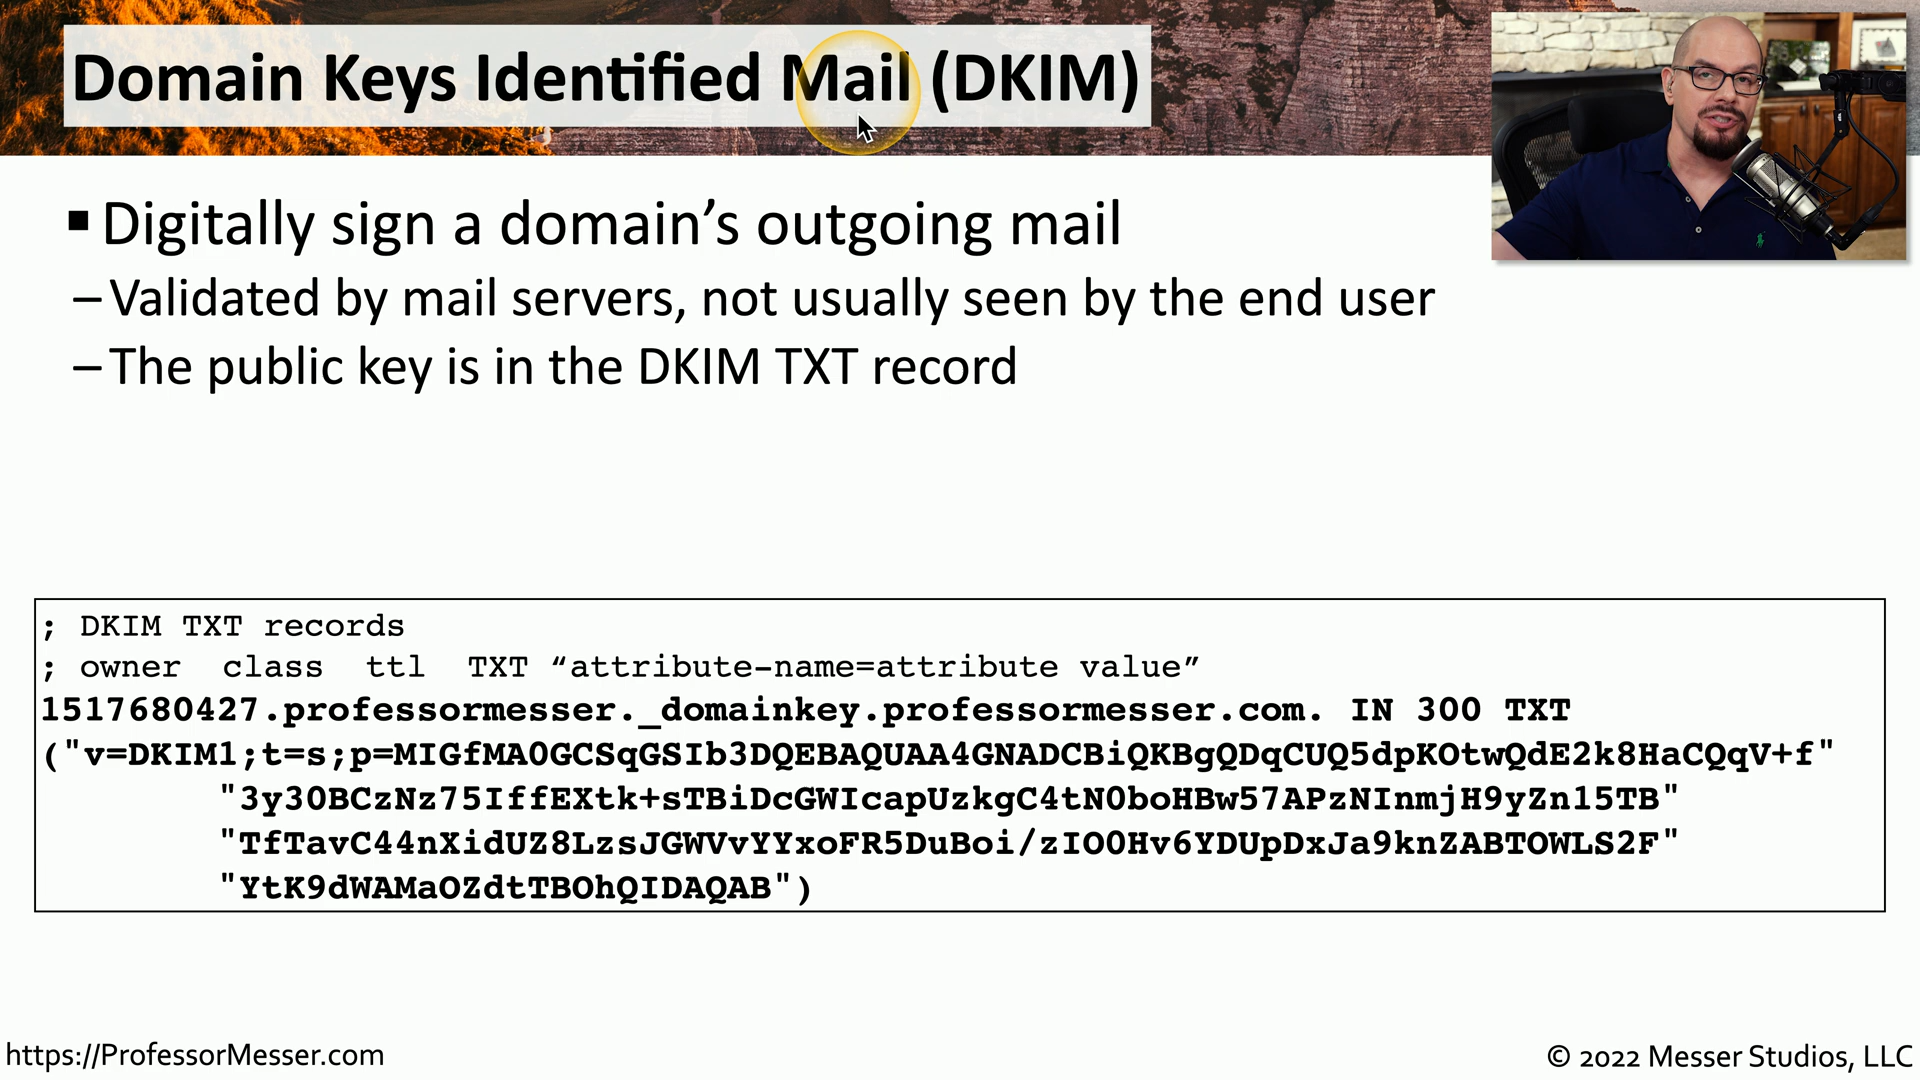 Domain Keys Identified Mail (DKIM)
▪ Digitally sign a domain’s outgoing mail
– Validated by mail servers, not usually seen by the end user
– The public key is in the DKIM TXT record
; DKIM TXT records
; owner class ttl TXT “attribute-name=attribute value”
1517680427.professormesser._domainkey.professormesser.com. IN 300 TXT
("v=DKIM1;t=s;p=MIGfMA0GCSqGSIb3DQEBAQUAA4GNADCBiQKBgQDqCUQ5dpKOtwQdE2k8HaCQqV+f"
"3y30BCzNz75IffEXtk+sTBiDcGWIcapUzkgC4tN0boHBw57APzNInmjH9yZn15TB"
"TfTavC44nXidUZ8LzsJGWVvYYxoFR5DuBoi/zIO0Hv6YDUpDxJa9knZABTOWLS2F"
"YtK9dWAMaOZdtTBOhQIDAQAB")
https://ProfessorMesser.com
© 2022 Messer Studios, LLC